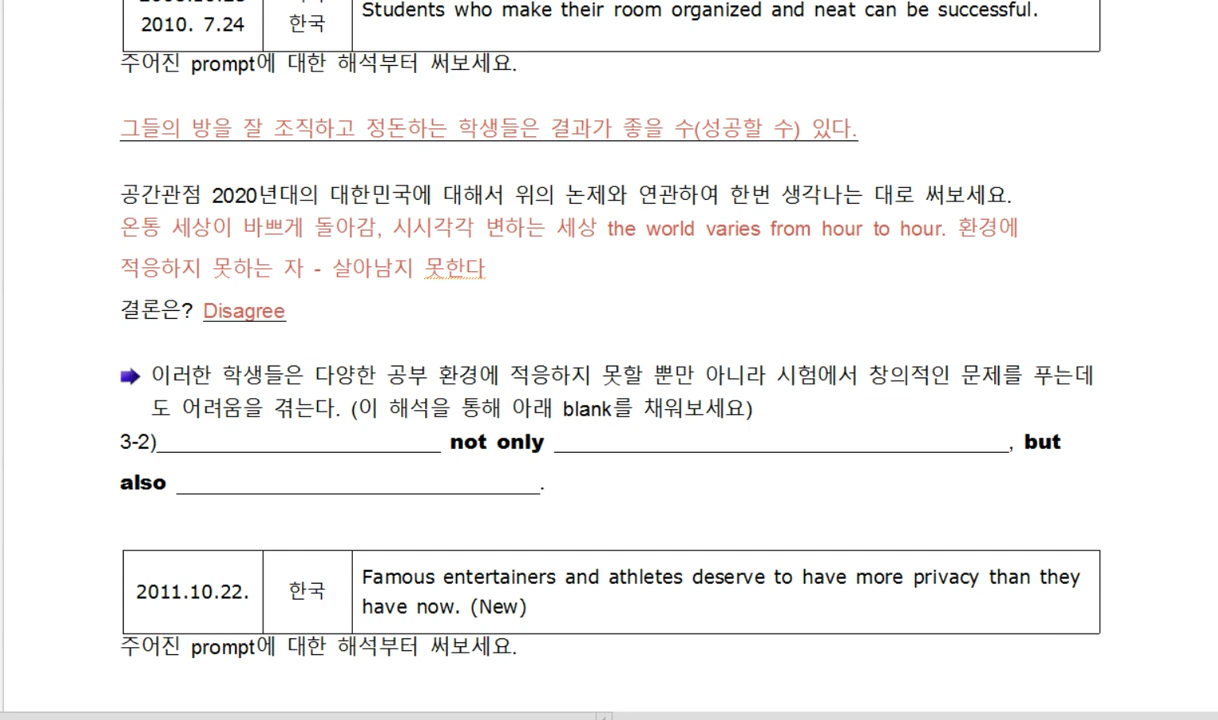 Students who make their room organized and neat can be successful.
2010. 7.24 한국
주어진 prompt에 대한 해석부터 써보세요.
그들의 방을 잘 조직하고 정돈하는 학생들은 결과가 좋을 수(성공할 수) 있다.
공간관점 2020년대의 대한민국에 대해서 위의 논제와 연관하여 한번 생각나는 대로 써보세요.
온통 세상이 바쁘게 돌아감, 시시각각 변하는 세상 the world varies from hour to hour. 환경에
적응하지 못하는 자 - 살아남지 못한다
결론은? Disagree
이러한 학생들은 다양한 공부 환경에 적응하지 못할 뿐만 아니라 시험에서 창의적인 문제를 푸는데
도 어려움을 겪는다. (이 해석을 통해 아래 blank를 채워보세요)
3-2)__________________________ not only __________________________________________, but
also __________________________________.
2011.10.22. 한국 Famous entertainers and athletes deserve to have more privacy than they
have now. (New)
주어진 prompt에 대한 해석부터 써보세요.